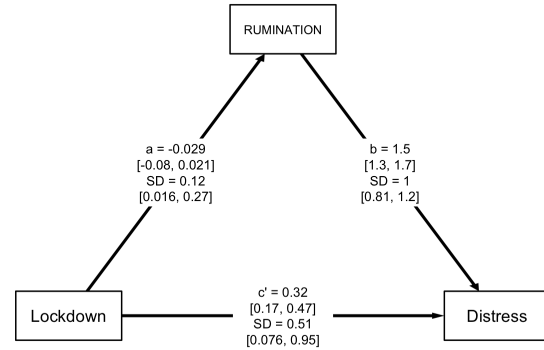 RUMINATION
a = -0.029
[-0.08, 0.021]
SD = 0.12
[0.016, 0.27]
b = 1.5
[1.3, 1.7]
SD = 1
[0.81, 1.2]
Lockdown
c' = 0.32
[0.17, 0.47]
SD = 0.51
[0.076, 0.95]
Distress